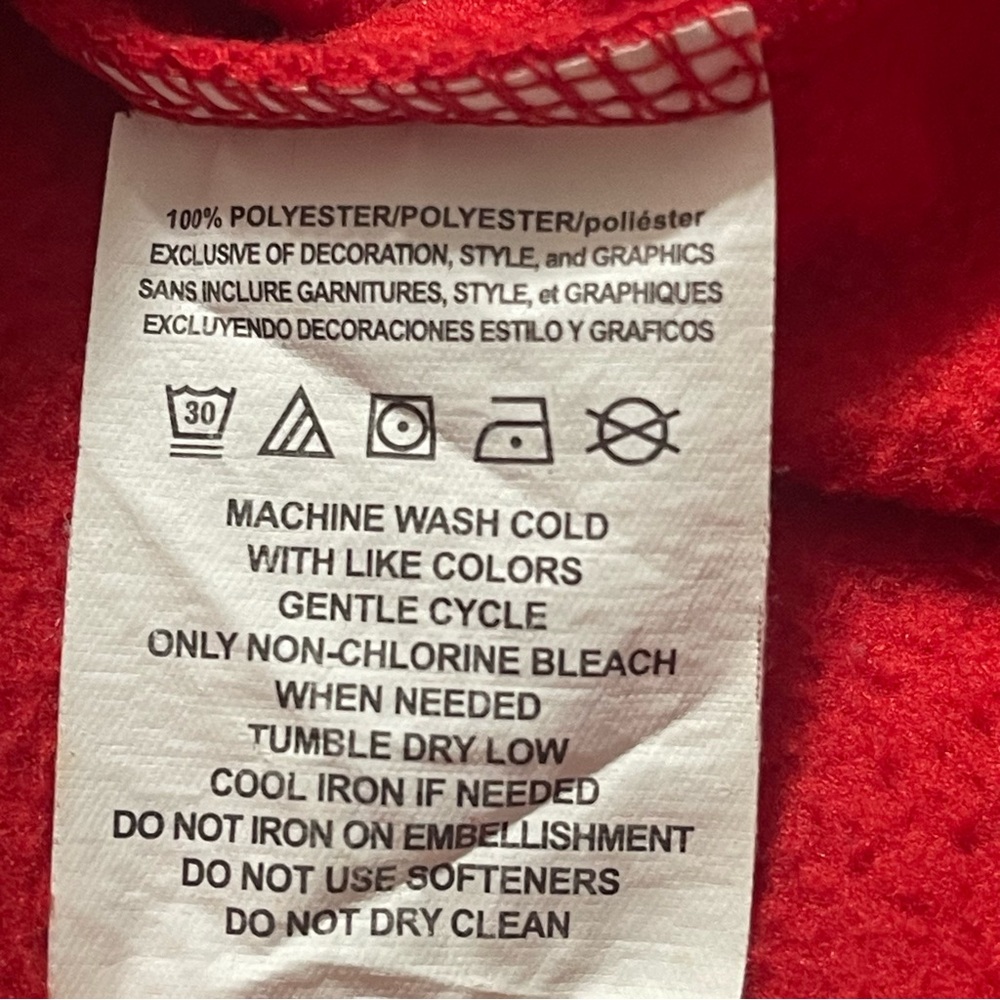 100% POLYESTER/POLYESTER/poliéster
EXCLUSIVE OF DECORATION, STYLE, and GRAPHICS
SANS INCLURE GARNITURES, STYLE, et GRAPHIQUES
EXCLUYENDO DECORACIONES ESTILO Y GRAFICOS
30
MACHINE WASH COLD
WITH LIKE COLORS
GENTLE CYCLE
ONLY NON-CHLORINE BLEACH
WHEN NEEDED
TUMBLE DRY LOW
COOL IRON IF NEEDED
DO NOT IRON ON EMBELLISHMENT
DO NOT USE SOFTENERS
DO NOT DRY CLEAN